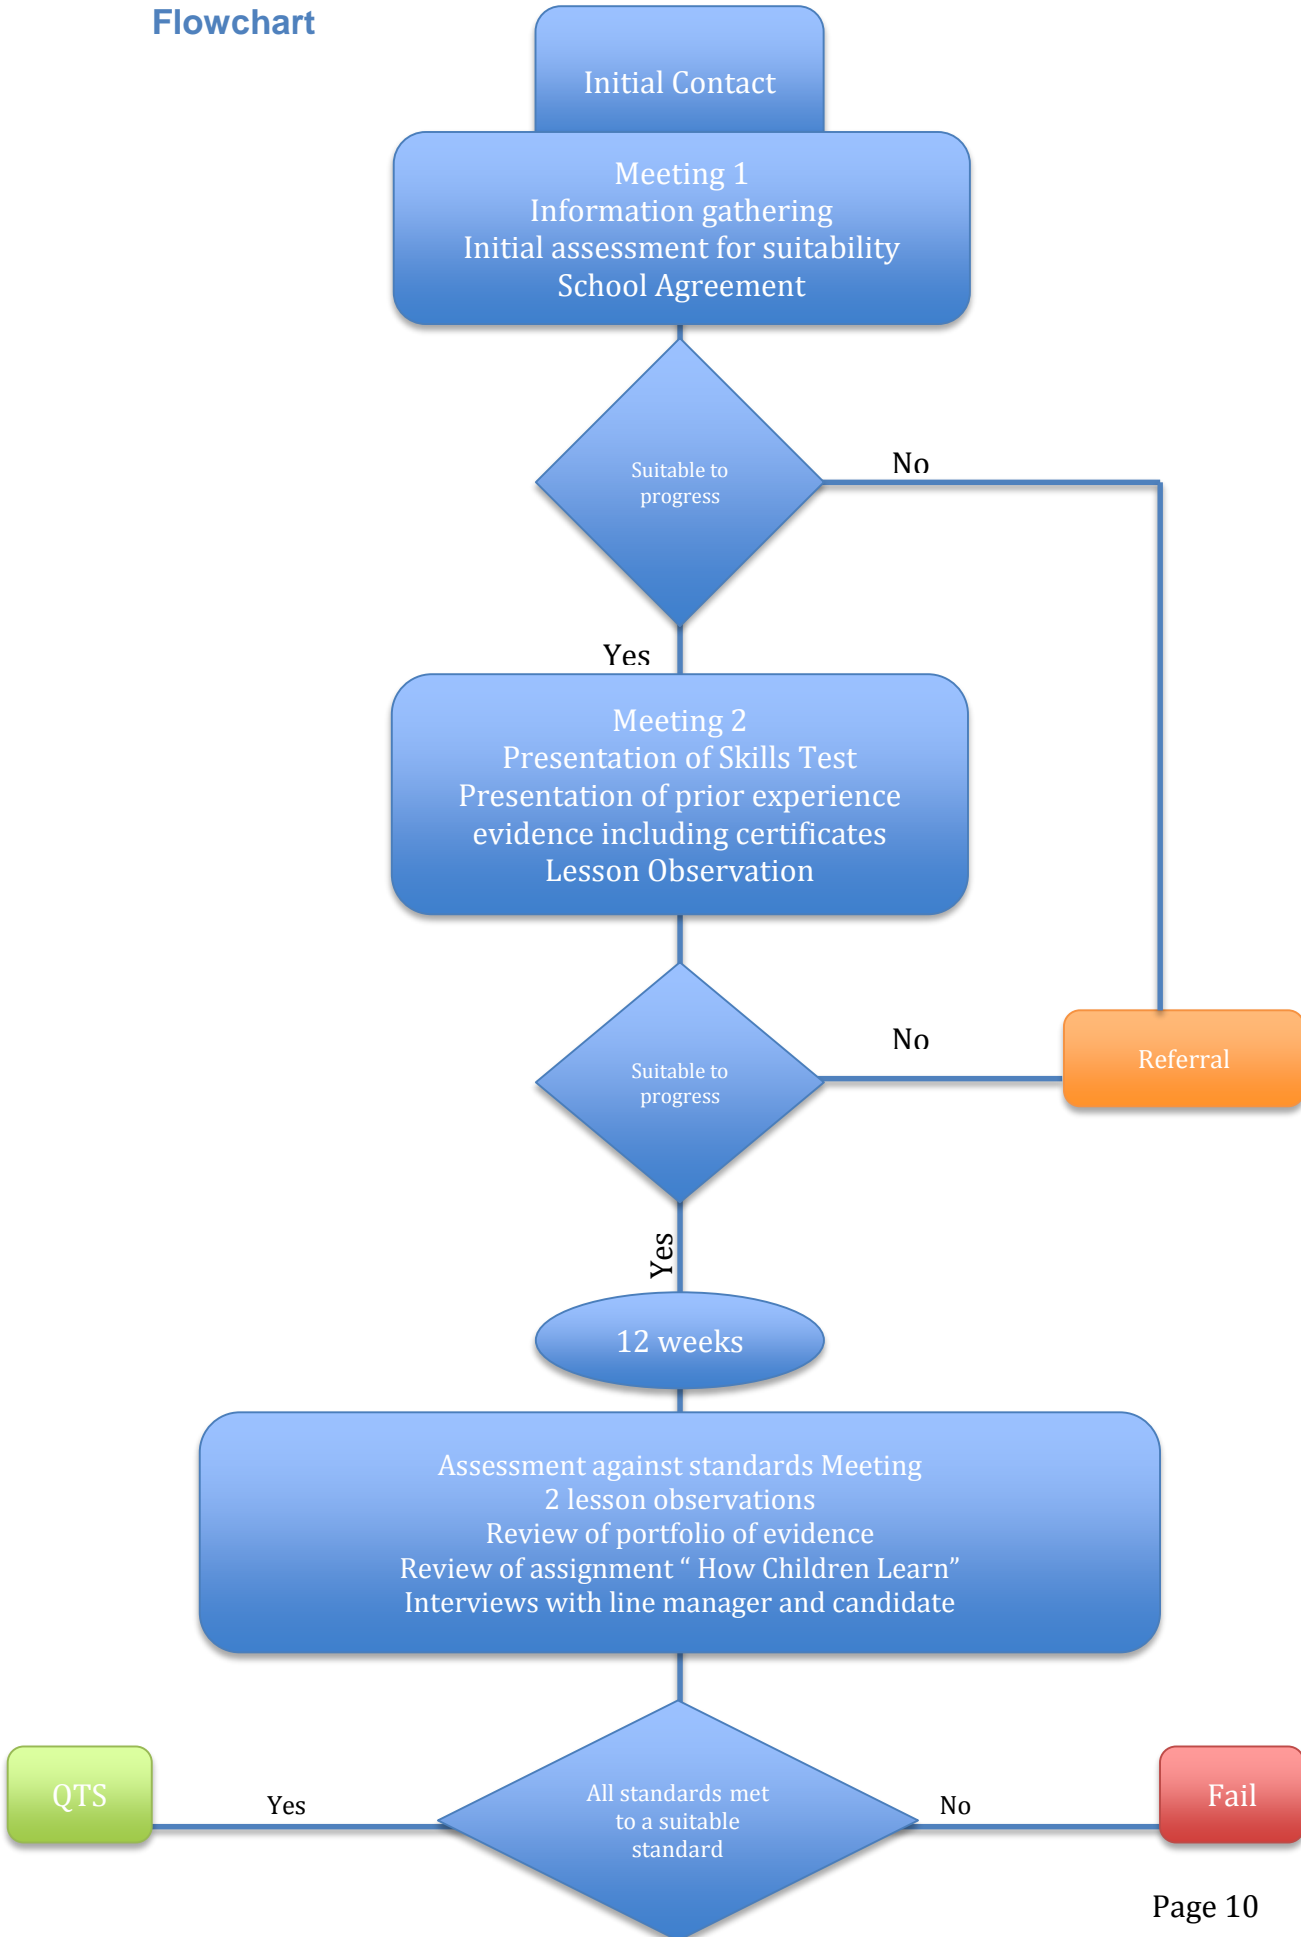 Flowchart
Initial Contact
Meeting 1
Information gathering
Initial assessment for suitability
School Agreement
Suitable to
progress
No
Yes
Meeting 2
Presentation of Skills Test
Presentation of prior experience
evidence including certificates
Lesson Observation
Suitable to
progress
No
Referral
Yes
12 weeks
Assessment against standards Meeting
2 lesson observations
Review of portfolio of evidence
Review of assignment “ How Children Learn”
Interviews with line manager and candidate
QTS
Yes
All standards met
to a suitable
standard
No
Fail
Page 10